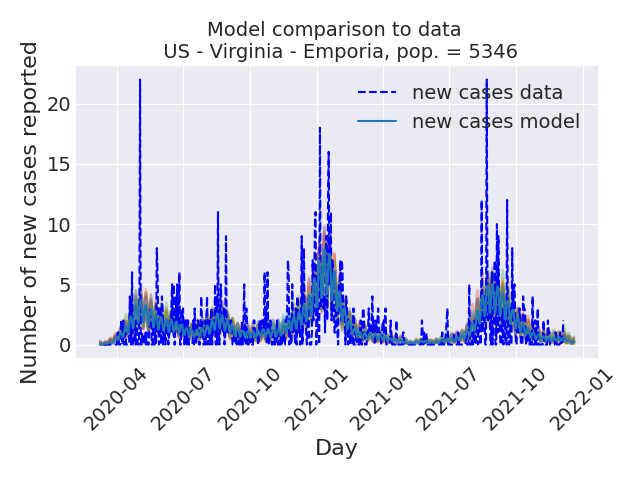 Model comparison to data
US - Virginia - Emporia, pop. = 5346
new cases data
new cases model
Number of new cases reported
20
15
10
5
0
2020-04
2020-07
2020-10
2021-01
2021-04
2021-07
2021-10
2022-01
Day